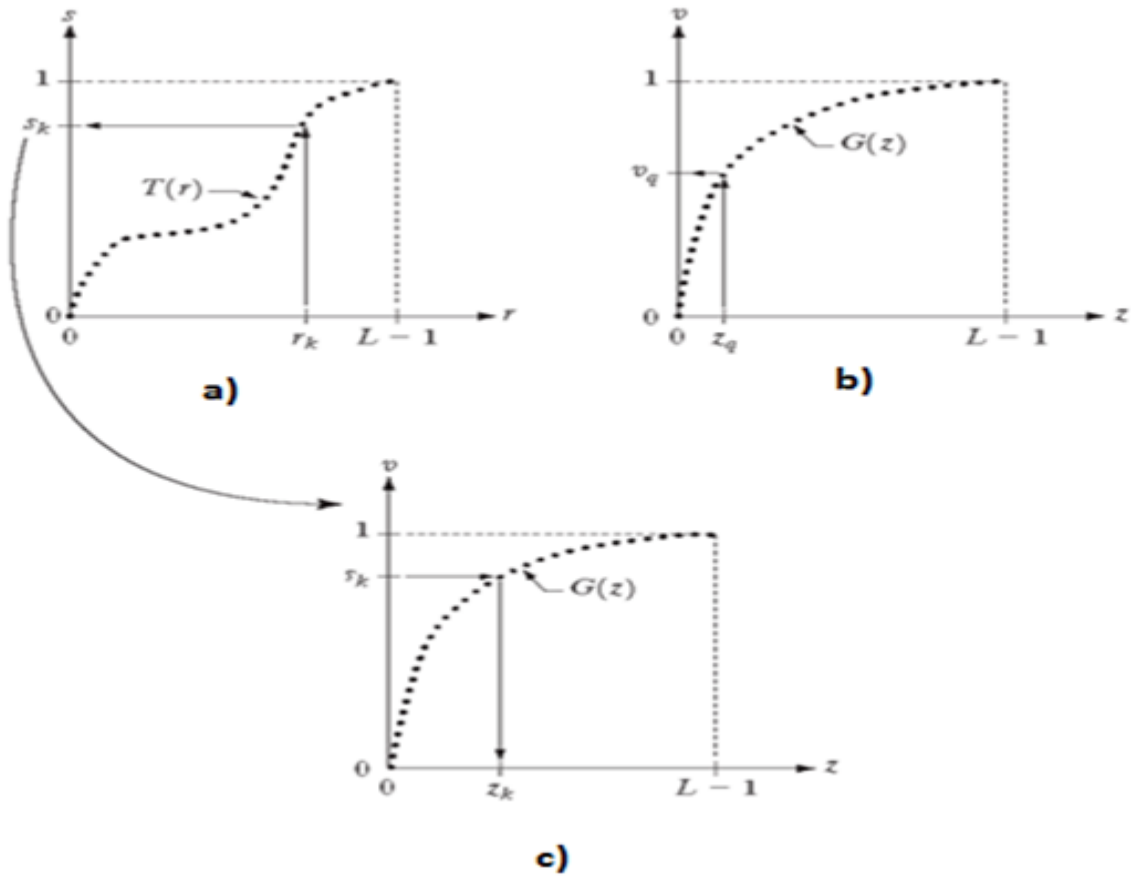 s
1
s_k
T(r)
0
0 r_k L − 1 r
a)
v
1
G(z)
v_q
0
0 z_q L − 1 z
b)
v
1
s_k
G(z)
0
0 z_k L − 1 z
c)